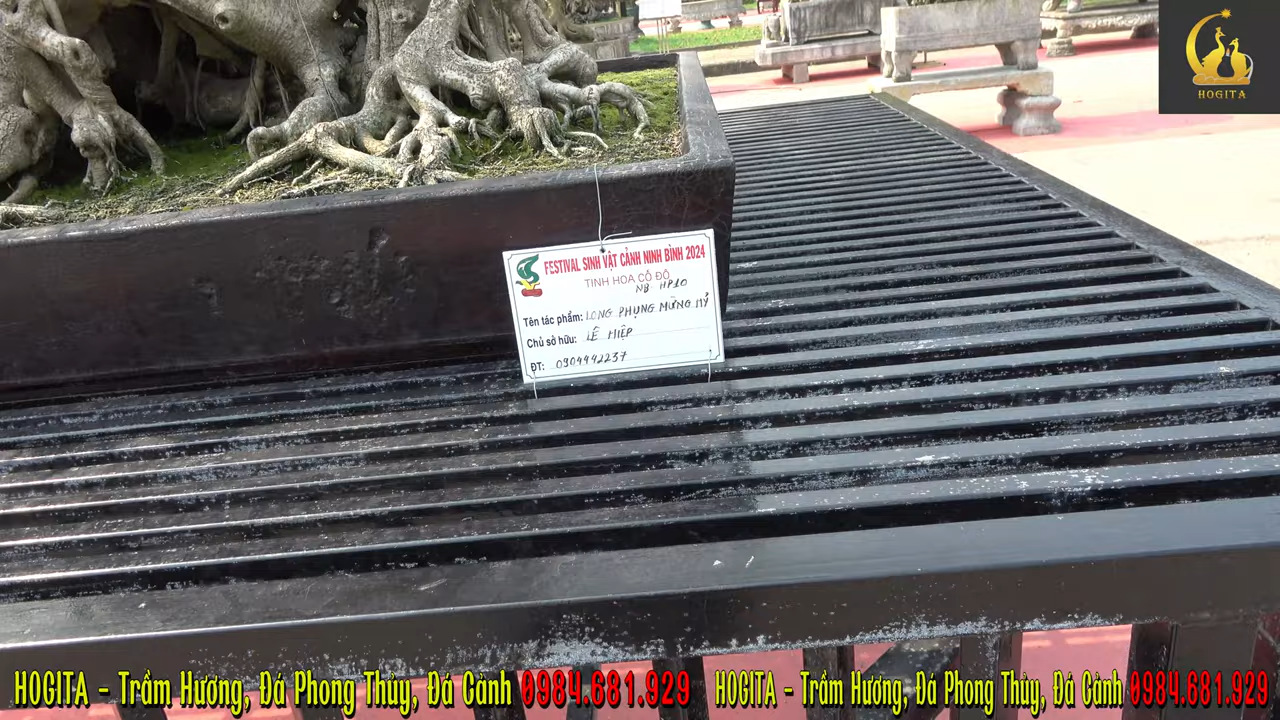 HOGITA
FESTIVAL SINH VẬT CẢNH NINH BÌNH 2024
TINH HOA CỐ ĐÔ
NB - HP10
Tên tác phẩm: LONG PHỤNG MỪNG HỶ
Chủ sở hữu: LÊ HIỆP
ĐT: 0904442237
HOGITA - Trầm Hương, Đá Phong Thủy, Đá Cảnh 0984.681.929 HOGITA - Trầm Hương, Đá Phong Thủy, Đá Cảnh 0984.681.929